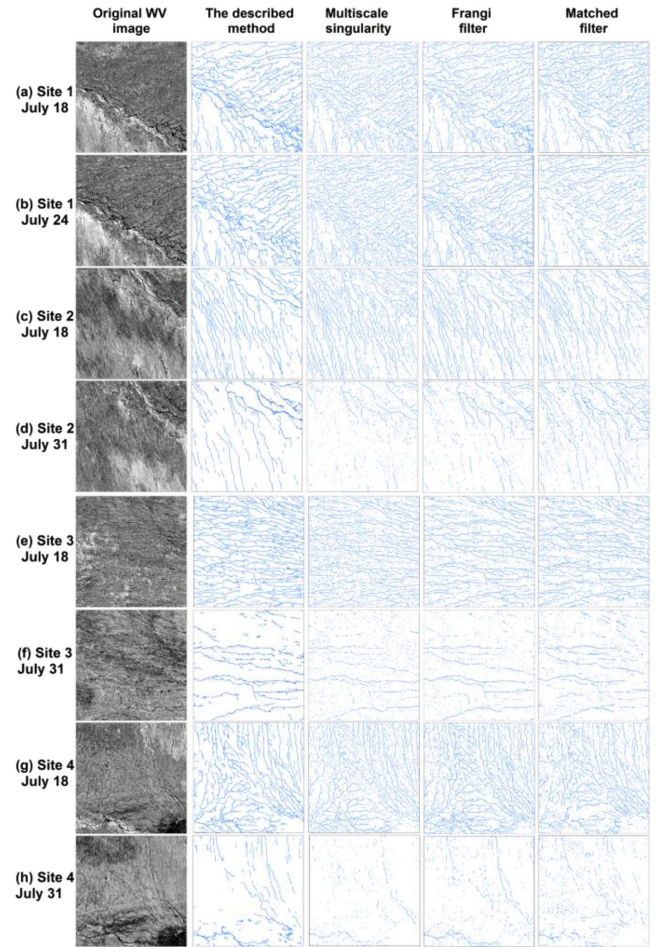 Original WV image
The described method
Multiscale singularity
Frangi filter
Matched filter
(a) Site 1
July 18
(b) Site 1
July 24
(c) Site 2
July 18
(d) Site 2
July 31
(e) Site 3
July 18
(f) Site 3
July 31
(g) Site 4
July 18
(h) Site 4
July 31